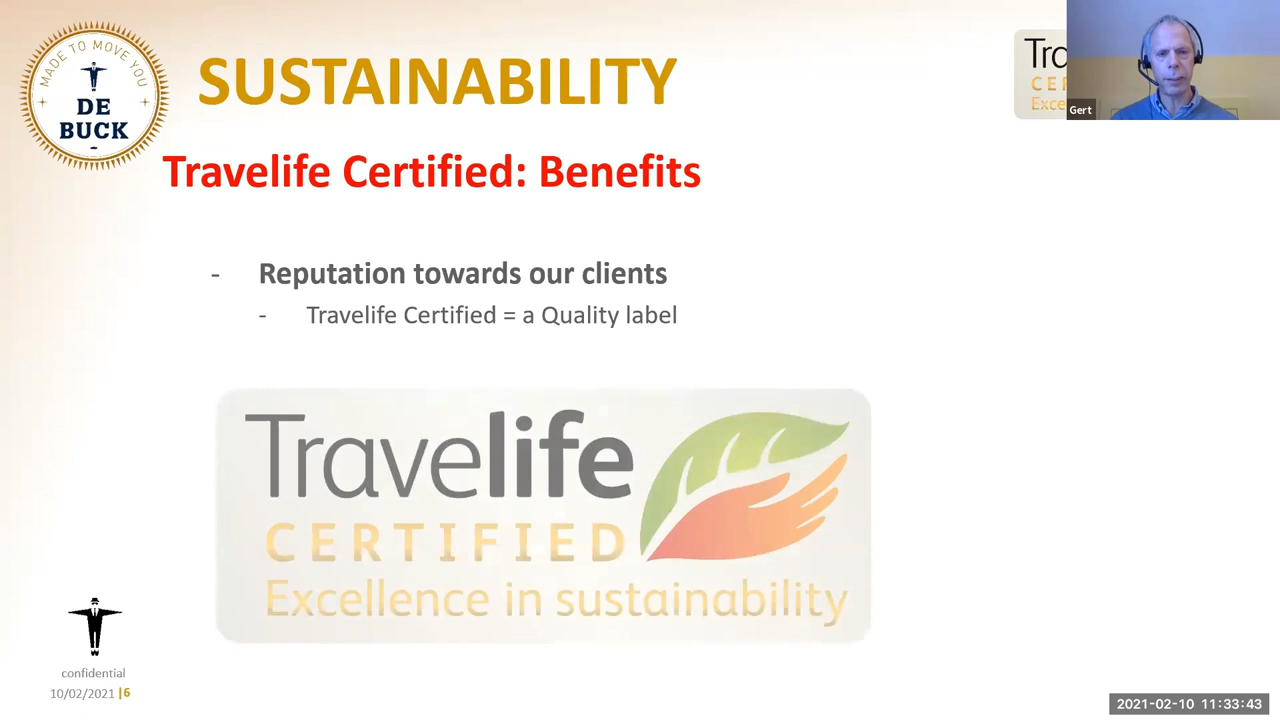 MADE TO MOVE YOU
DE
BUCK
SUSTAINABILITY
Gert
Travelife Certified: Benefits
- Reputation towards our clients
- Travelife Certified = a Quality label
Travelife
CERTIFIED
Excellence in sustainability
confidential
10/02/2021 |6
2021-02-10 11:33:43